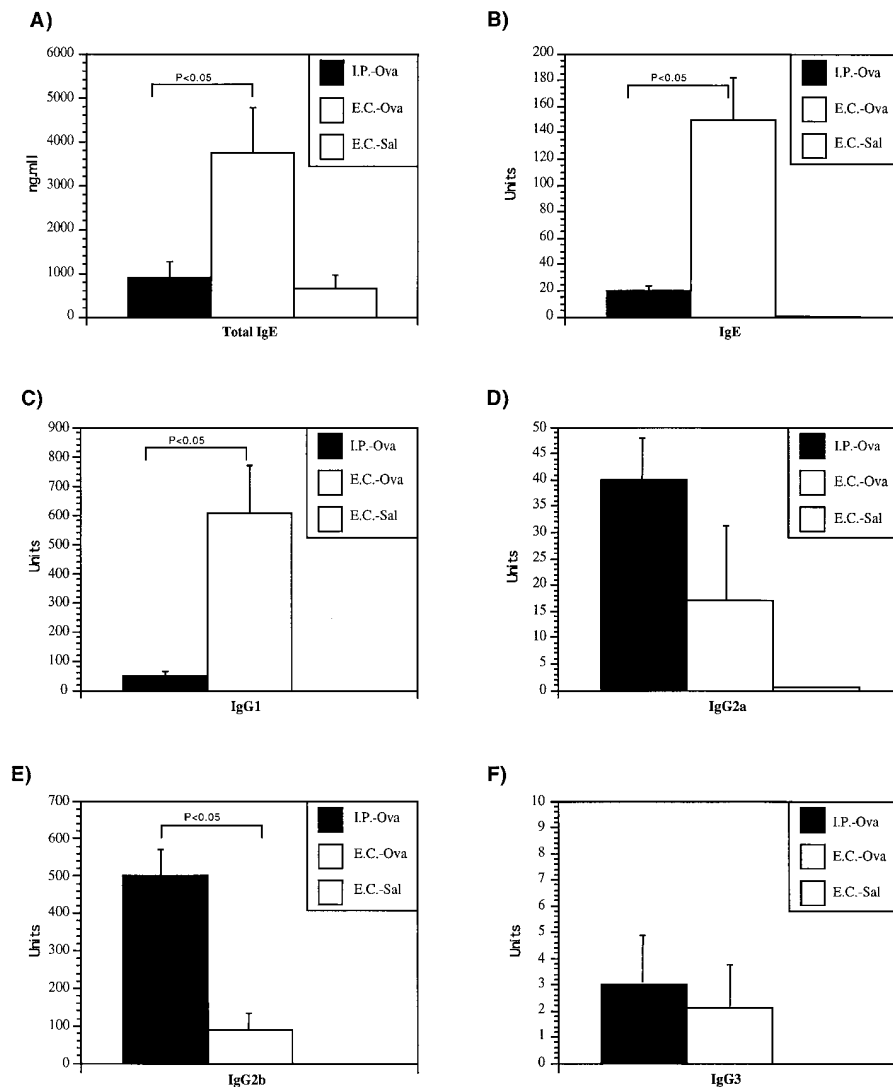 A)
6000
5000
4000
3000
2000
1000
0
ng.mll
P<0.05
I.P.-Ova
E.C.-Ova
E.C.-Sal
Total IgE
B)
200
180
160
140
120
100
80
60
40
20
0
Units
P<0.05
I.P.-Ova
E.C.-Ova
E.C.-Sal
IgE
C)
900
800
700
600
500
400
300
200
100
0
Units
P<0.05
I.P.-Ova
E.C.-Ova
E.C.-Sal
IgG1
D)
50
45
40
35
30
25
20
15
10
5
0
Units
I.P.-Ova
E.C.-Ova
E.C.-Sal
IgG2a
E)
700
600
500
400
300
200
100
0
Units
P<0.05
I.P.-Ova
E.C.-Ova
E.C.-Sal
IgG2b
F)
10
9
8
7
6
5
4
3
2
1
0
Units
I.P.-Ova
E.C.-Ova
E.C.-Sal
IgG3